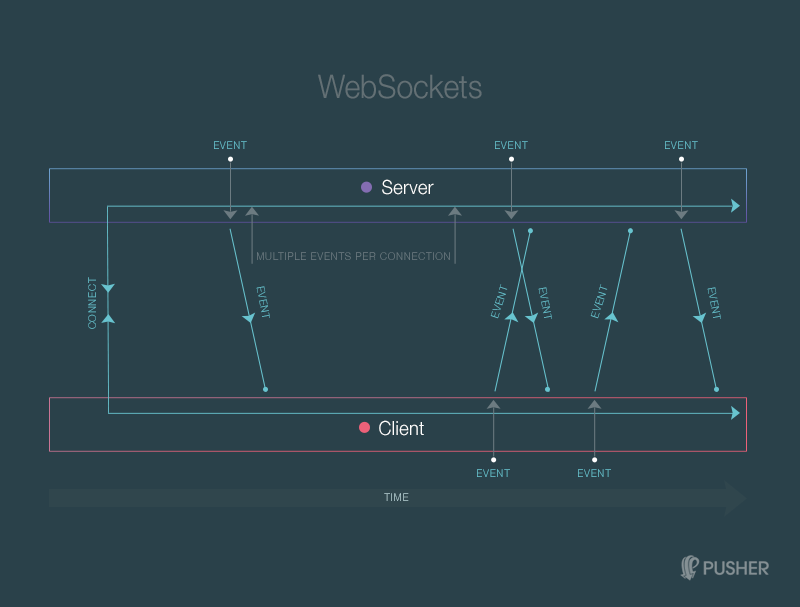 WebSockets
EVENT
EVENT
EVENT
Server
MULTIPLE EVENTS PER CONNECTION
CONNECT
EVENT
EVENT
EVENT
EVENT
EVENT
Client
EVENT
EVENT
TIME
PUSHER